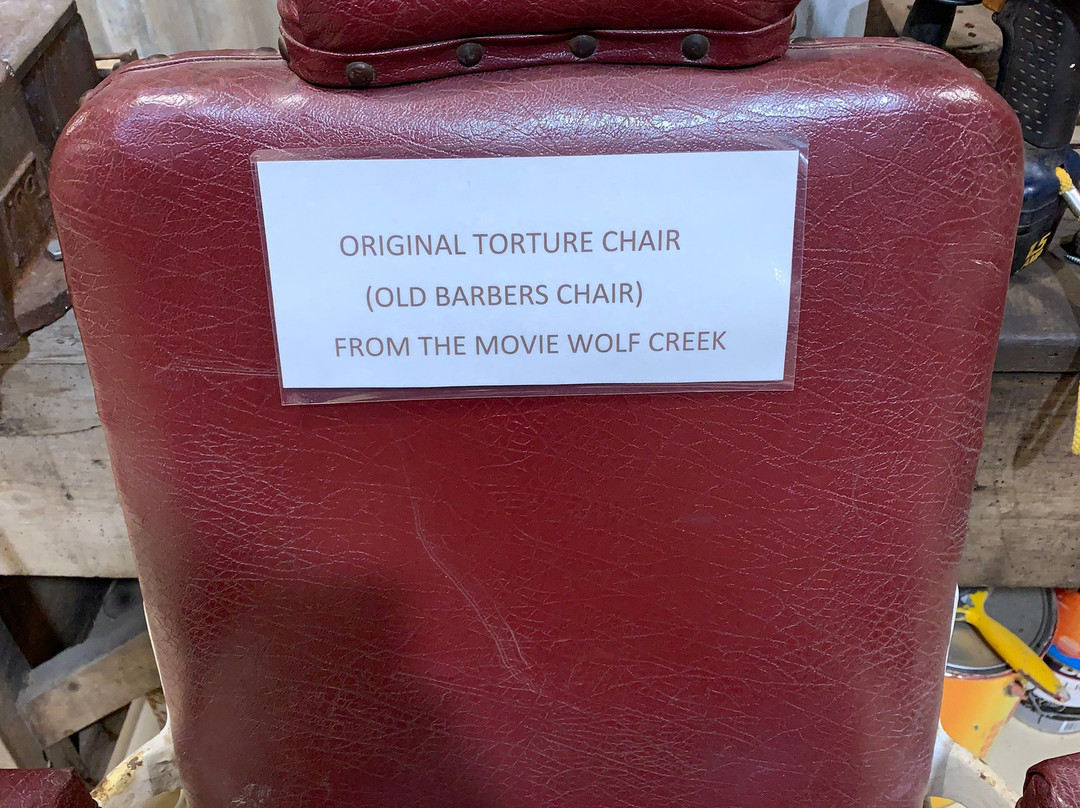 ORIGINAL TORTURE CHAIR
(OLD BARBERS CHAIR)
FROM THE MOVIE WOLF CREEK